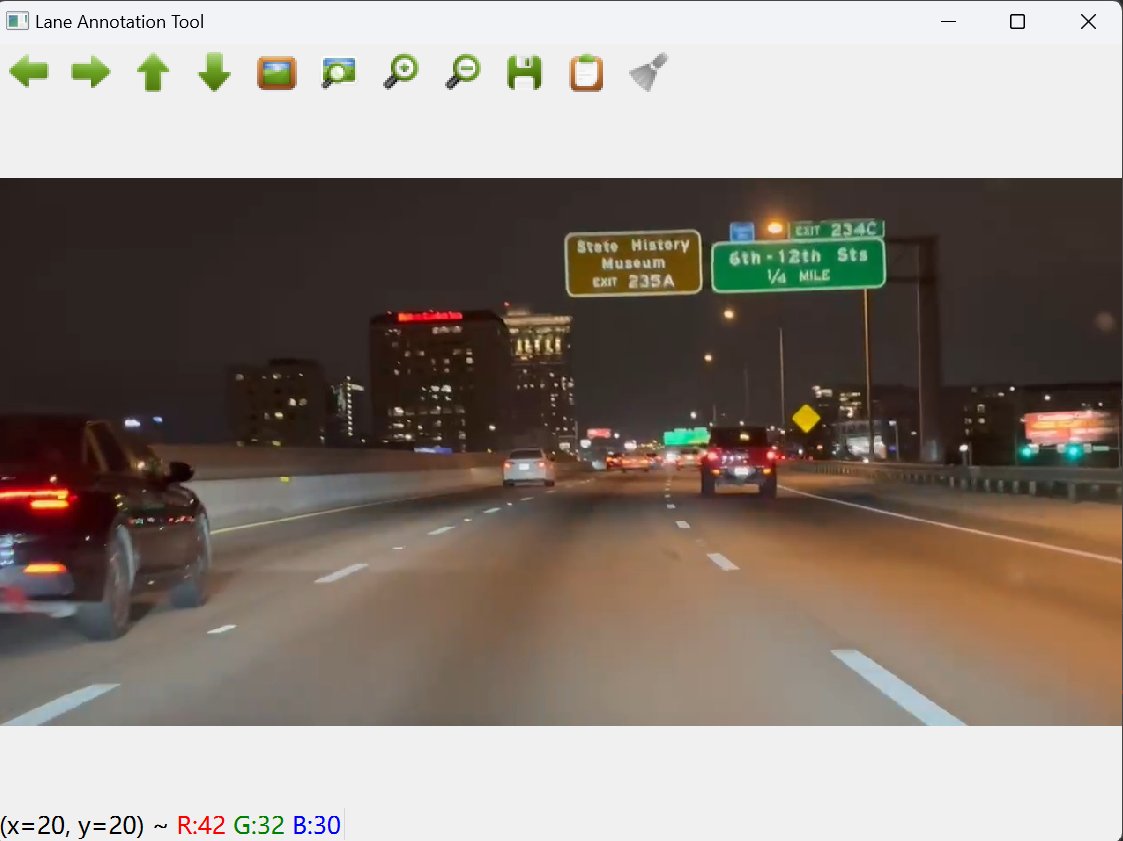 Lane Annotation Tool
State History
Museum
EXIT 235A
EXIT 234C
6th-12th Sts
1/4 MILE
(x=20, y=20) ~ R:42 G:32 B:30